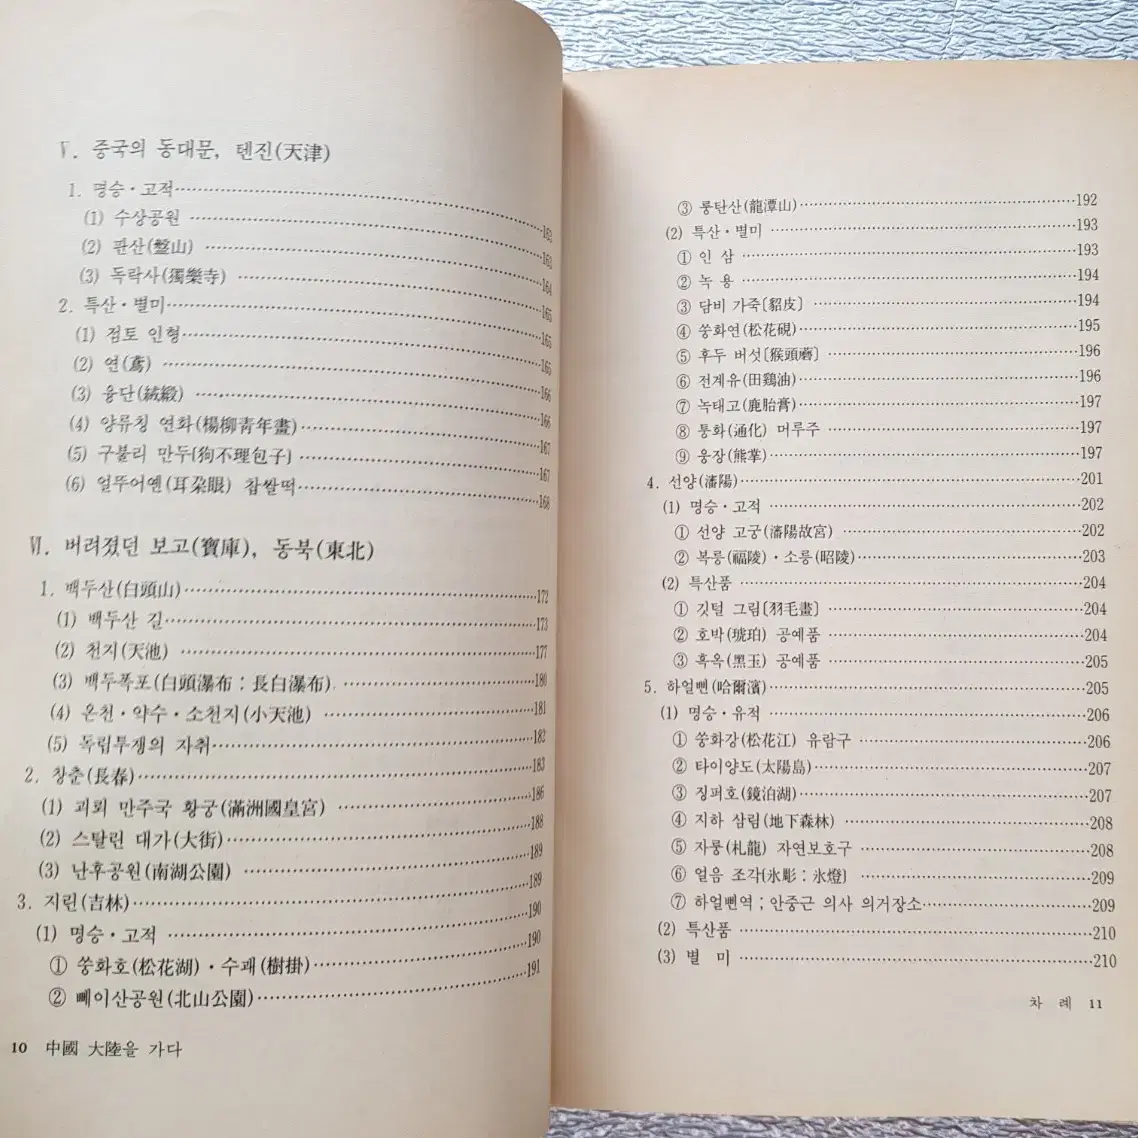 Ⅴ. 중국의 동대문, 텐진(天津)
1. 명승·고적 ………… 162
(1) 수상공원 ………… 163
(2) 판산(盤山) ………… 164
(3) 독락사(獨樂寺) ………… 165
2. 특산·별미 ………… 165
(1) 점토 인형 ………… 165
(2) 연(鳶) ………… 166
(3) 융단(絨緞) ………… 166
(4) 양류칭 연화(楊柳靑年畫) ………… 167
(5) 구불리 만두〔狗不理包子〕 ………… 167
(6) 얼뚜어옌(耳朶眼) 찹쌀떡 ………… 168
Ⅵ. 버려졌던 보고(寶庫), 동북(東北)
1. 백두산(白頭山) ………… 172
(1) 백두산 길 ………… 173
(2) 천지(天池) ………… 177
(3) 백두폭포(白頭瀑布 : 長白瀑布) ………… 180
(4) 온천·약수·소천지(小天池) ………… 181
(5) 독립투쟁의 자취 ………… 182
2. 창춘(長春) ………… 183
(1) 괴뢰 만주국 황궁(滿洲國皇宮) ………… 186
(2) 스탈린 대가(大街) ………… 188
(3) 난후공원(南湖公園) ………… 189
3. 지린(吉林) ………… 189
(1) 명승·고적 ………… 190
① 쑹화호(松花湖)·수괘(樹掛) ………… 190
② 뻬이산공원(北山公園) ………… 191
10 中國 大陸을 가다
③ 룽탄산(龍潭山) ………… 192
(2) 특산·별미 ………… 193
① 인 삼 ………… 193
② 녹 용 ………… 194
③ 담비 가죽〔貂皮〕 ………… 194
④ 쑹화연(松花硯) ………… 195
⑤ 후두 버섯〔猴頭蘑〕 ………… 196
⑥ 전계유(田鷄油) ………… 196
⑦ 녹태고(鹿胎膏) ………… 197
⑧ 통화(通化) 머루주 ………… 197
⑨ 웅장(熊掌) ………… 197
4. 선양(瀋陽) ………… 201
(1) 명승·고적 ………… 202
① 선양 고궁(瀋陽故宮) ………… 202
② 복릉(福陵)·소릉(昭陵) ………… 203
(2) 특산품 ………… 204
① 깃털 그림〔羽毛畫〕 ………… 204
② 호박(琥珀) 공예품 ………… 204
③ 흑옥(黑玉) 공예품 ………… 205
5. 하얼삔(哈爾濱) ………… 205
(1) 명승·유적 ………… 206
① 쑹화강(松花江) 유람구 ………… 206
② 타이양도(太陽島) ………… 207
③ 징퍼호(鏡泊湖) ………… 207
④ 지하 삼림(地下森林) ………… 208
⑤ 자룽(札龍) 자연보호구 ………… 208
⑥ 얼음 조각〔氷彫 : 氷燈〕 ………… 209
⑦ 하얼삔역 ; 안중근 의사 의거장소 ………… 209
(2) 특산품 ………… 210
(3) 별 미 ………… 210
차 례 11